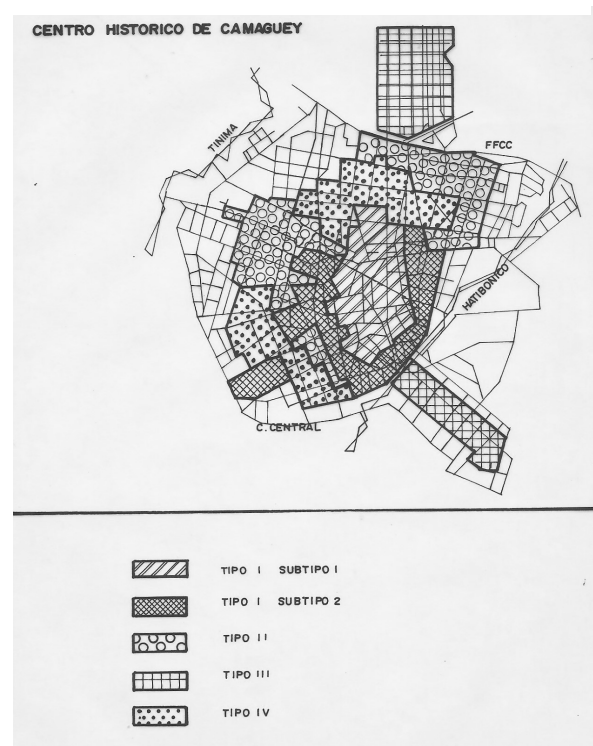 CENTRO HISTORICO DE CAMAGUEY
TINIMA
FFCC
HATIBONICO
C. CENTRAL
TIPO I SUBTIPO 1
TIPO I SUBTIPO 2
TIPO II
TIPO III
TIPO IV